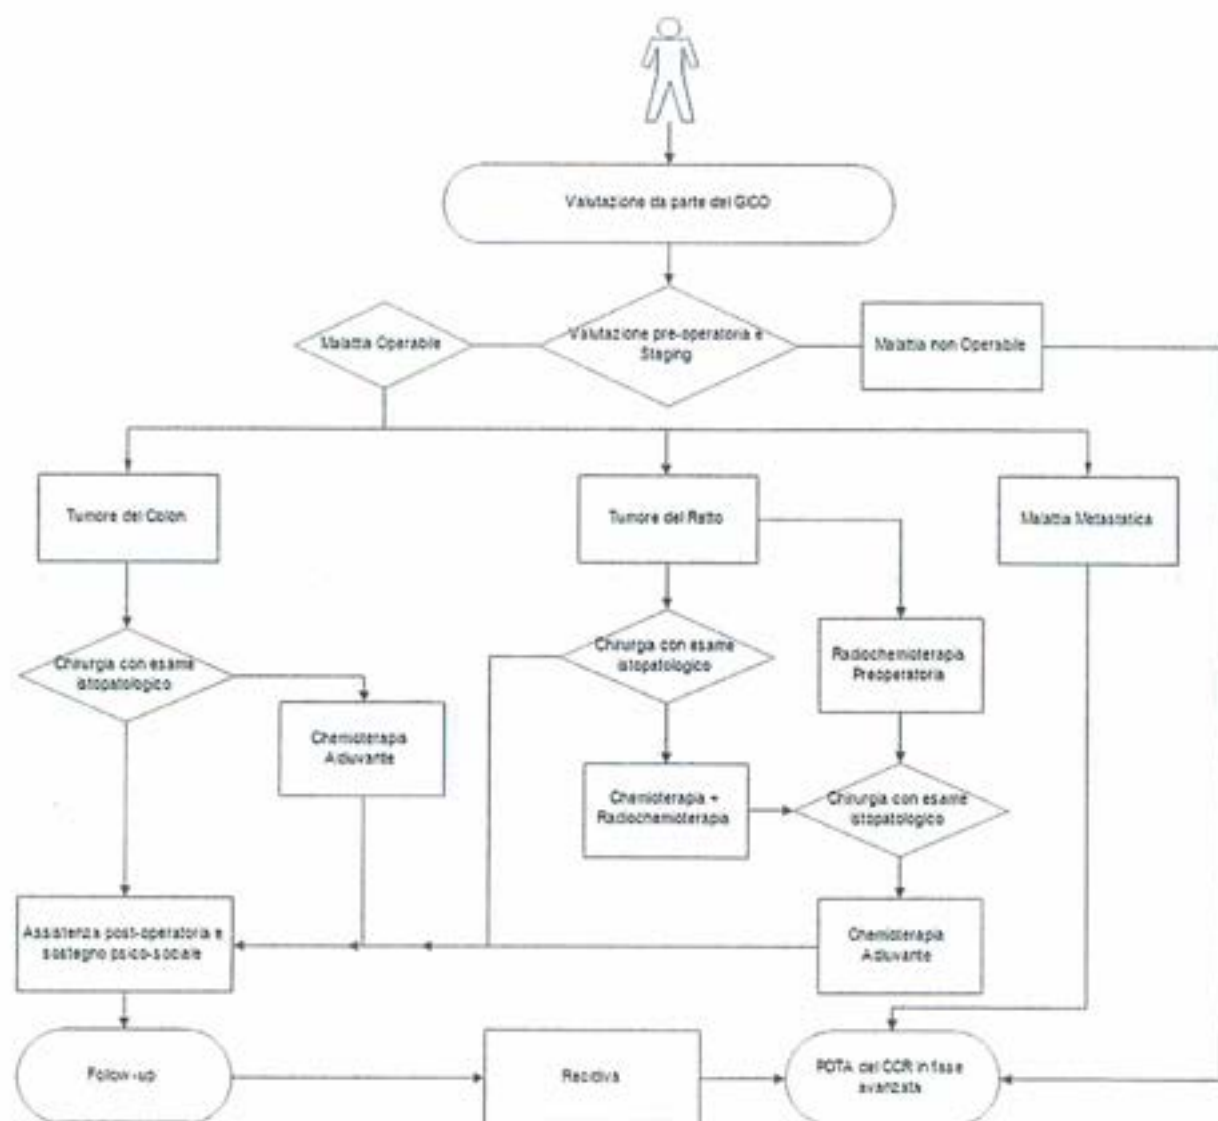 Valutazione da parte del GICO
Malattia Operabile
Valutazione pre-operatoria e
Staging
Malattia non Operabile
Tumore del Colon
Tumore del Retto
Malattia Metastatica
Chirurgia con esame
istopatologico
Chirurgia con esame
istopatologico
Radiochemioterapia
Preoperatoria
Chemioterapia
Adiuvante
Chemioterapia +
Radiochemioterapia
Chirurgia con esame
istopatologico
Assistenza post-operatoria e
sostegno psico-sociale
Chemioterapia
Adiuvante
Follow-up
Recidiva
PDTA del CCR in fase
avanzata